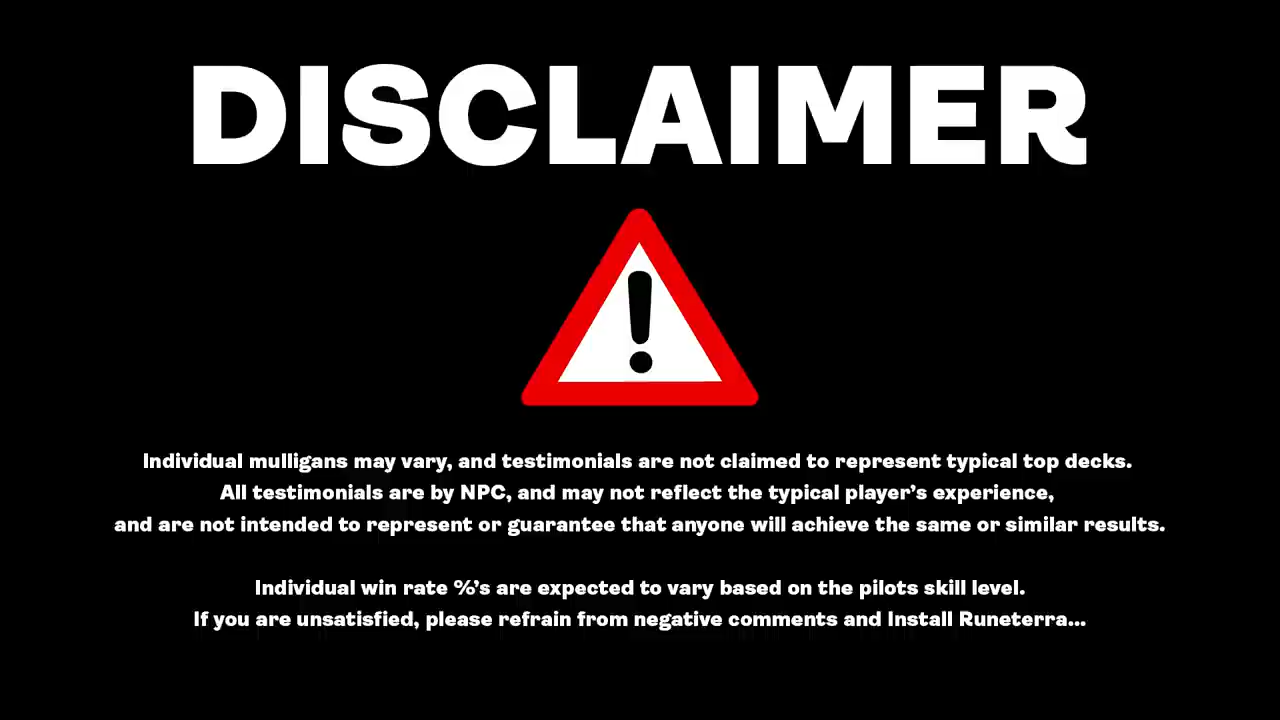 DISCLAIMER
Individual mulligans may vary, and testimonials are not claimed to represent typical top decks.
All testimonials are by NPC, and may not reflect the typical player's experience,
and are not intended to represent or guarantee that anyone will achieve the same or similar results.
Individual win rate %'s are expected to vary based on the pilots skill level.
If you are unsatisfied, please refrain from negative comments and Install Runeterra...